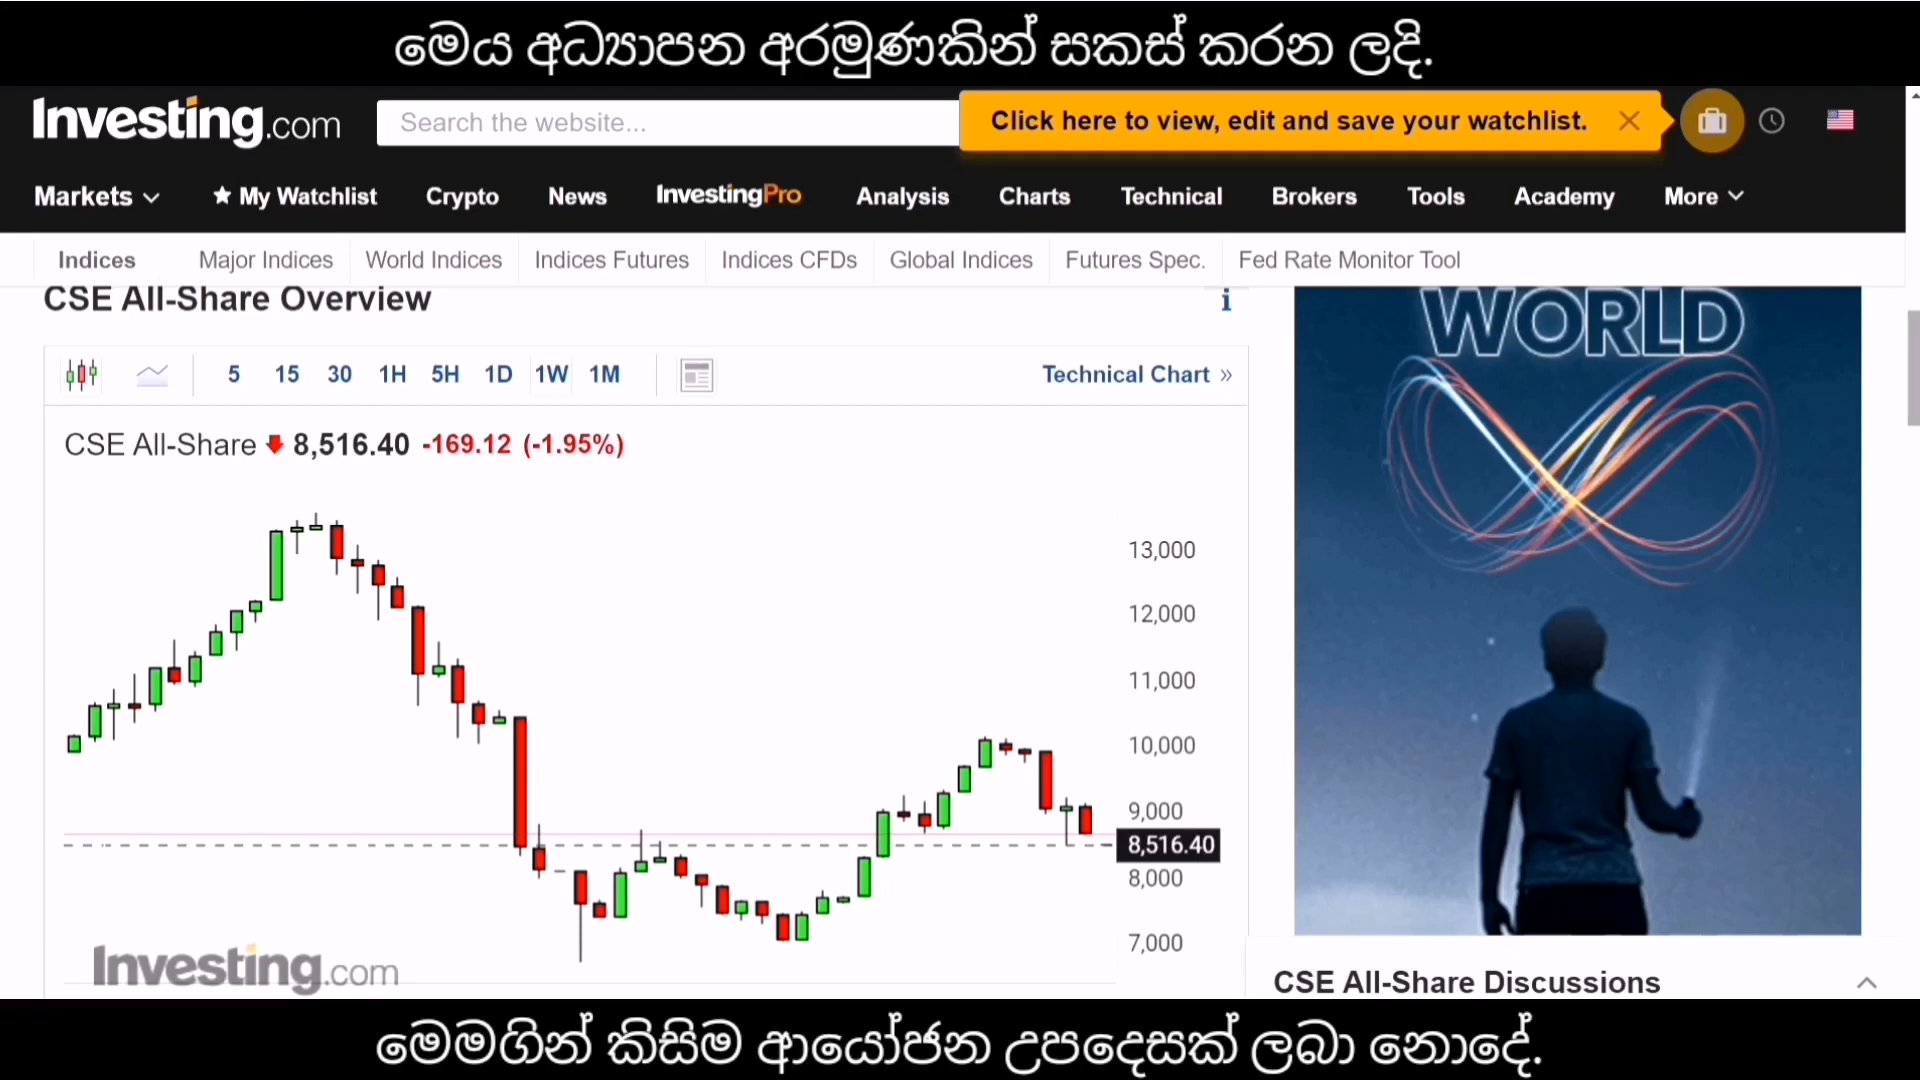 මෙය අධ්‍යාපන අරමුණකින් සකස් කරන ලදි.
Investing.com
Search the website...
Click here to view, edit and save your watchlist.
Markets
My Watchlist
Crypto
News
InvestingPro
Analysis
Charts
Technical
Brokers
Tools
Academy
More
Indices
Major Indices
World Indices
Indices Futures
Indices CFDs
Global Indices
Futures Spec.
Fed Rate Monitor Tool
CSE All-Share Overview
WORLD
5 15 30 1H 5H 1D 1W 1M
Technical Chart »
CSE All-Share 8,516.40 -169.12 (-1.95%)
13,000
12,000
11,000
10,000
9,000
8,516.40
8,000
7,000
Investing.com
CSE All-Share Discussions
මෙමගින් කිසිම ආයෝජන උපදෙසක් ලබා නොදේ.